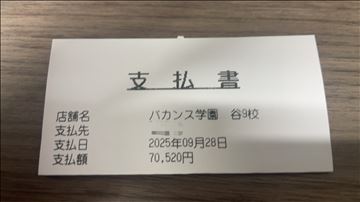 支払書
店舗名 バカンス学園 谷9校
支払先
支払日 2025年09月28日
支払額 70,520円